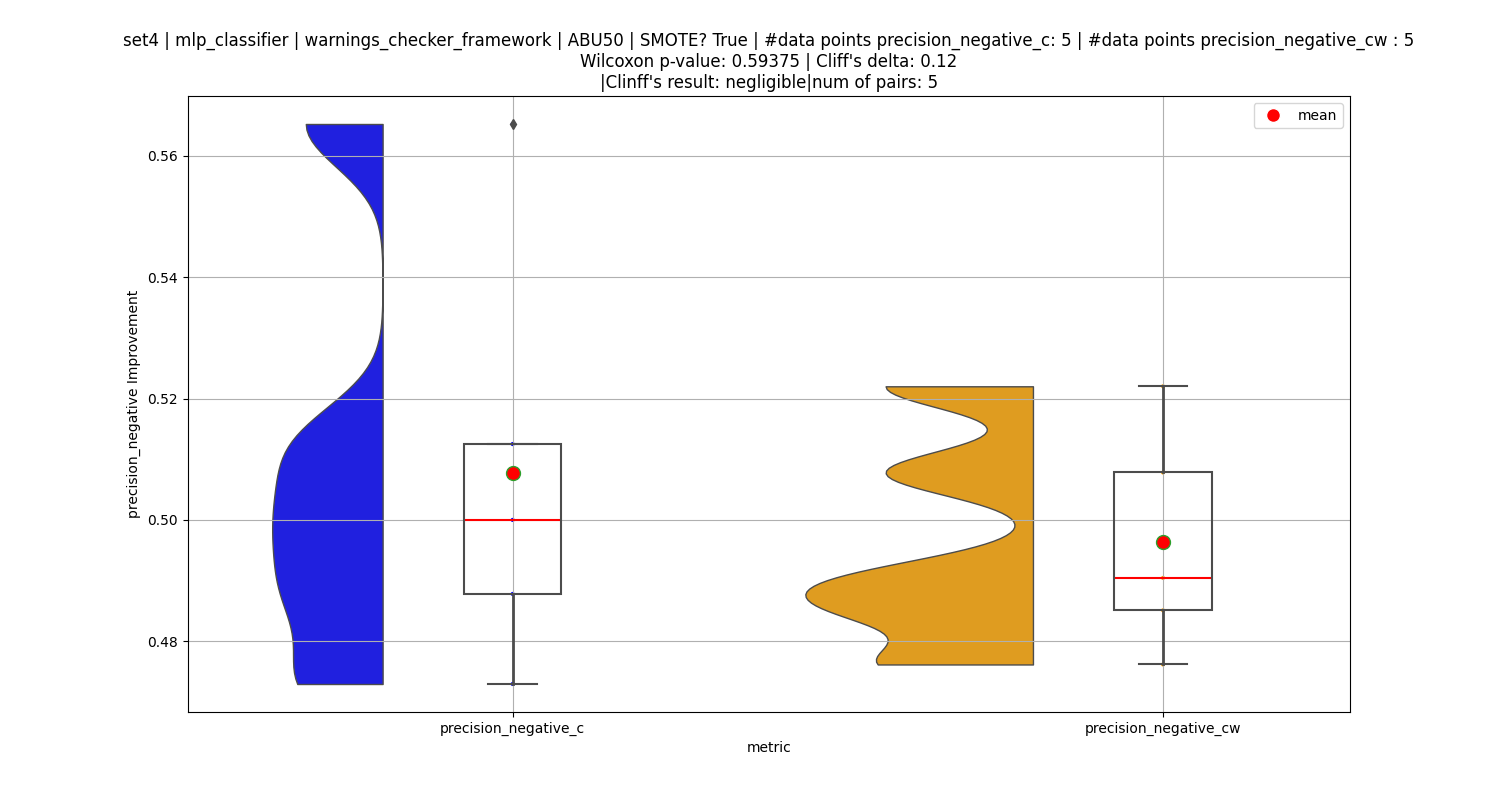 set4 | mlp_classifier | warnings_checker_framework | ABU50 | SMOTE? True | #data points precision_negative_c: 5 | #data points precision_negative_cw : 5
Wilcoxon p-value: 0.59375 | Cliff's delta: 0.12
|Clinff's result: negligible|num of pairs: 5
mean
0.56
0.54
0.52
0.50
0.48
precision_negative Improvement
precision_negative_c
precision_negative_cw
metric